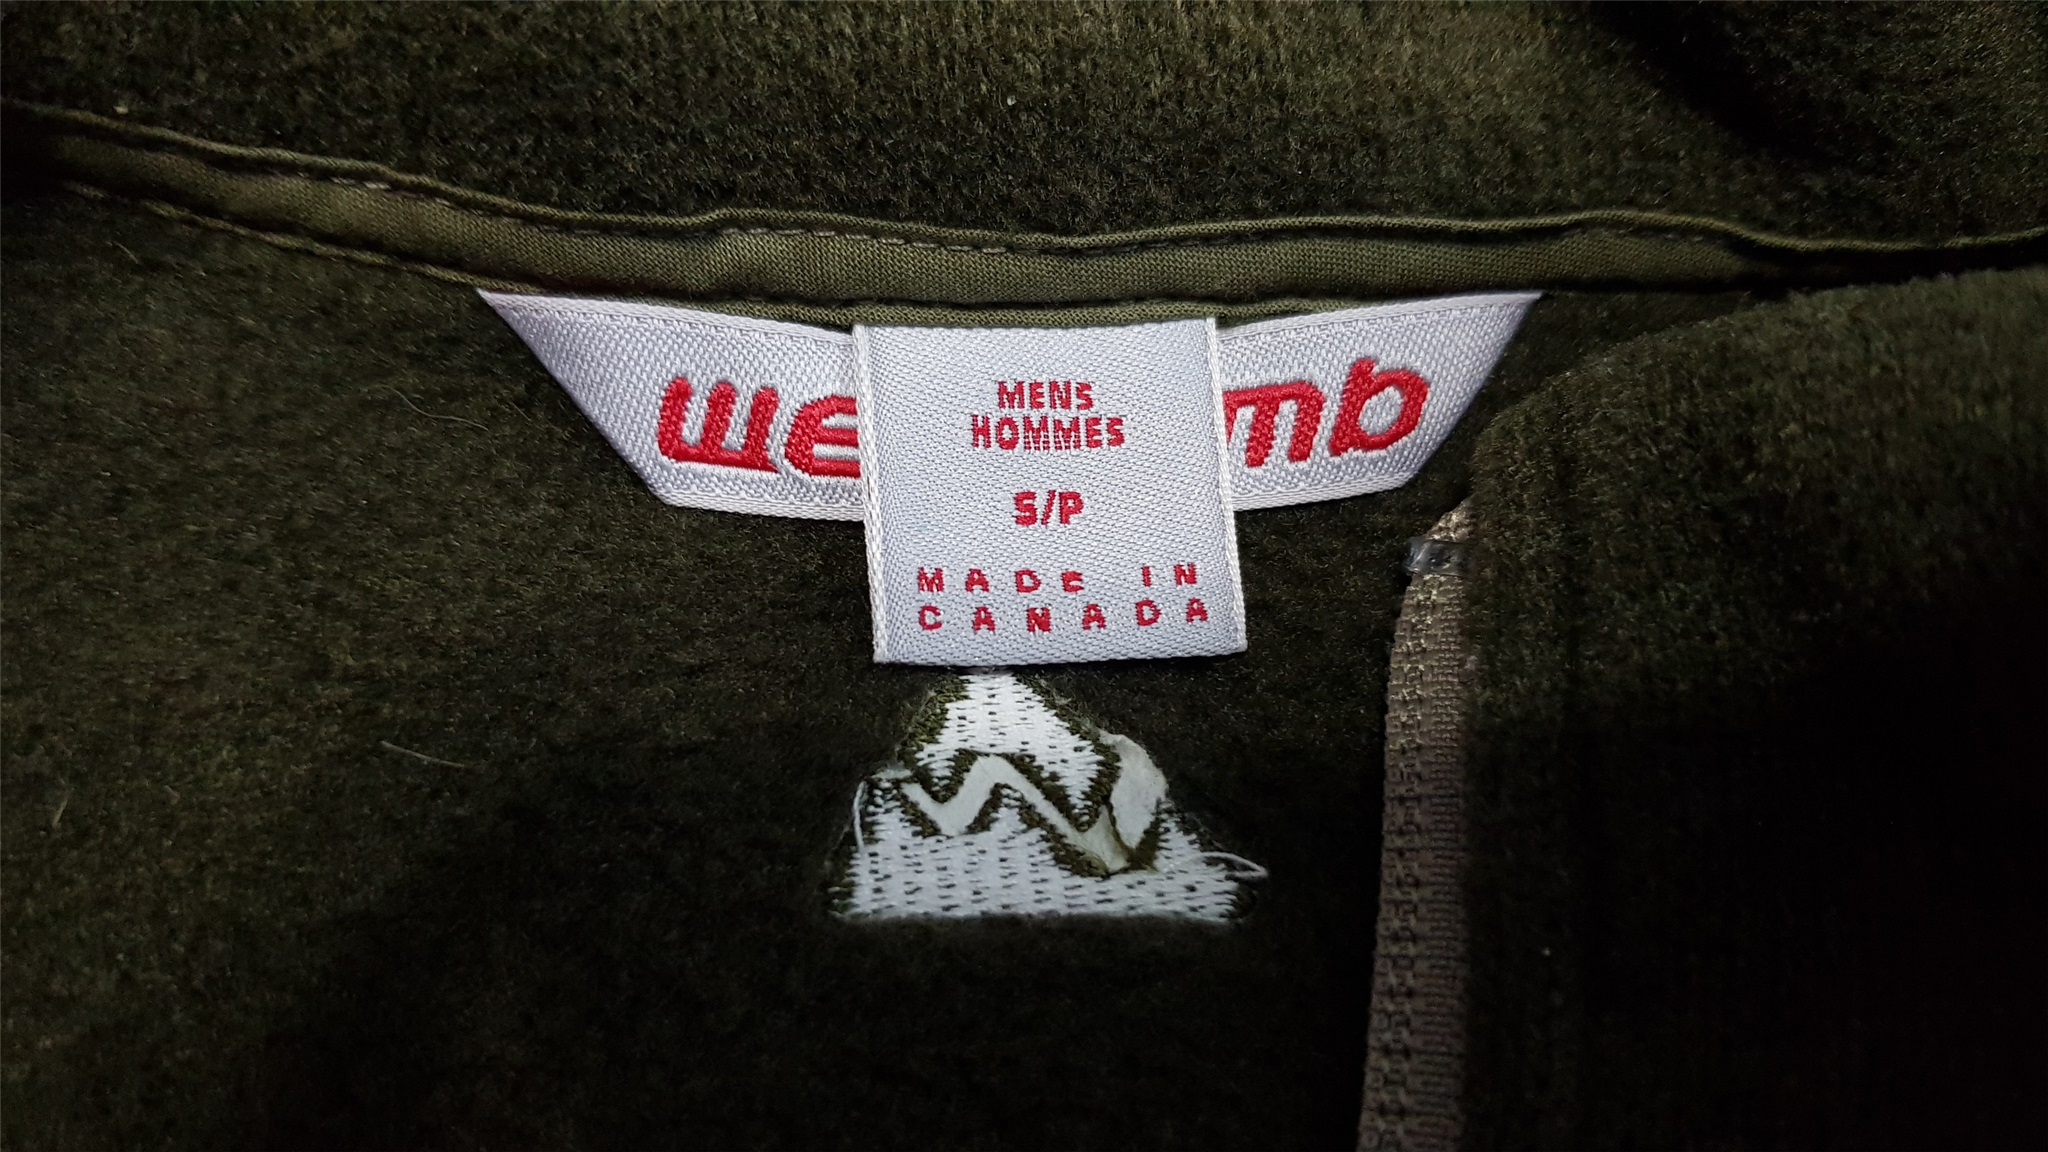 we mb
MENS
HOMMES
S/P
MADE IN
CANADA